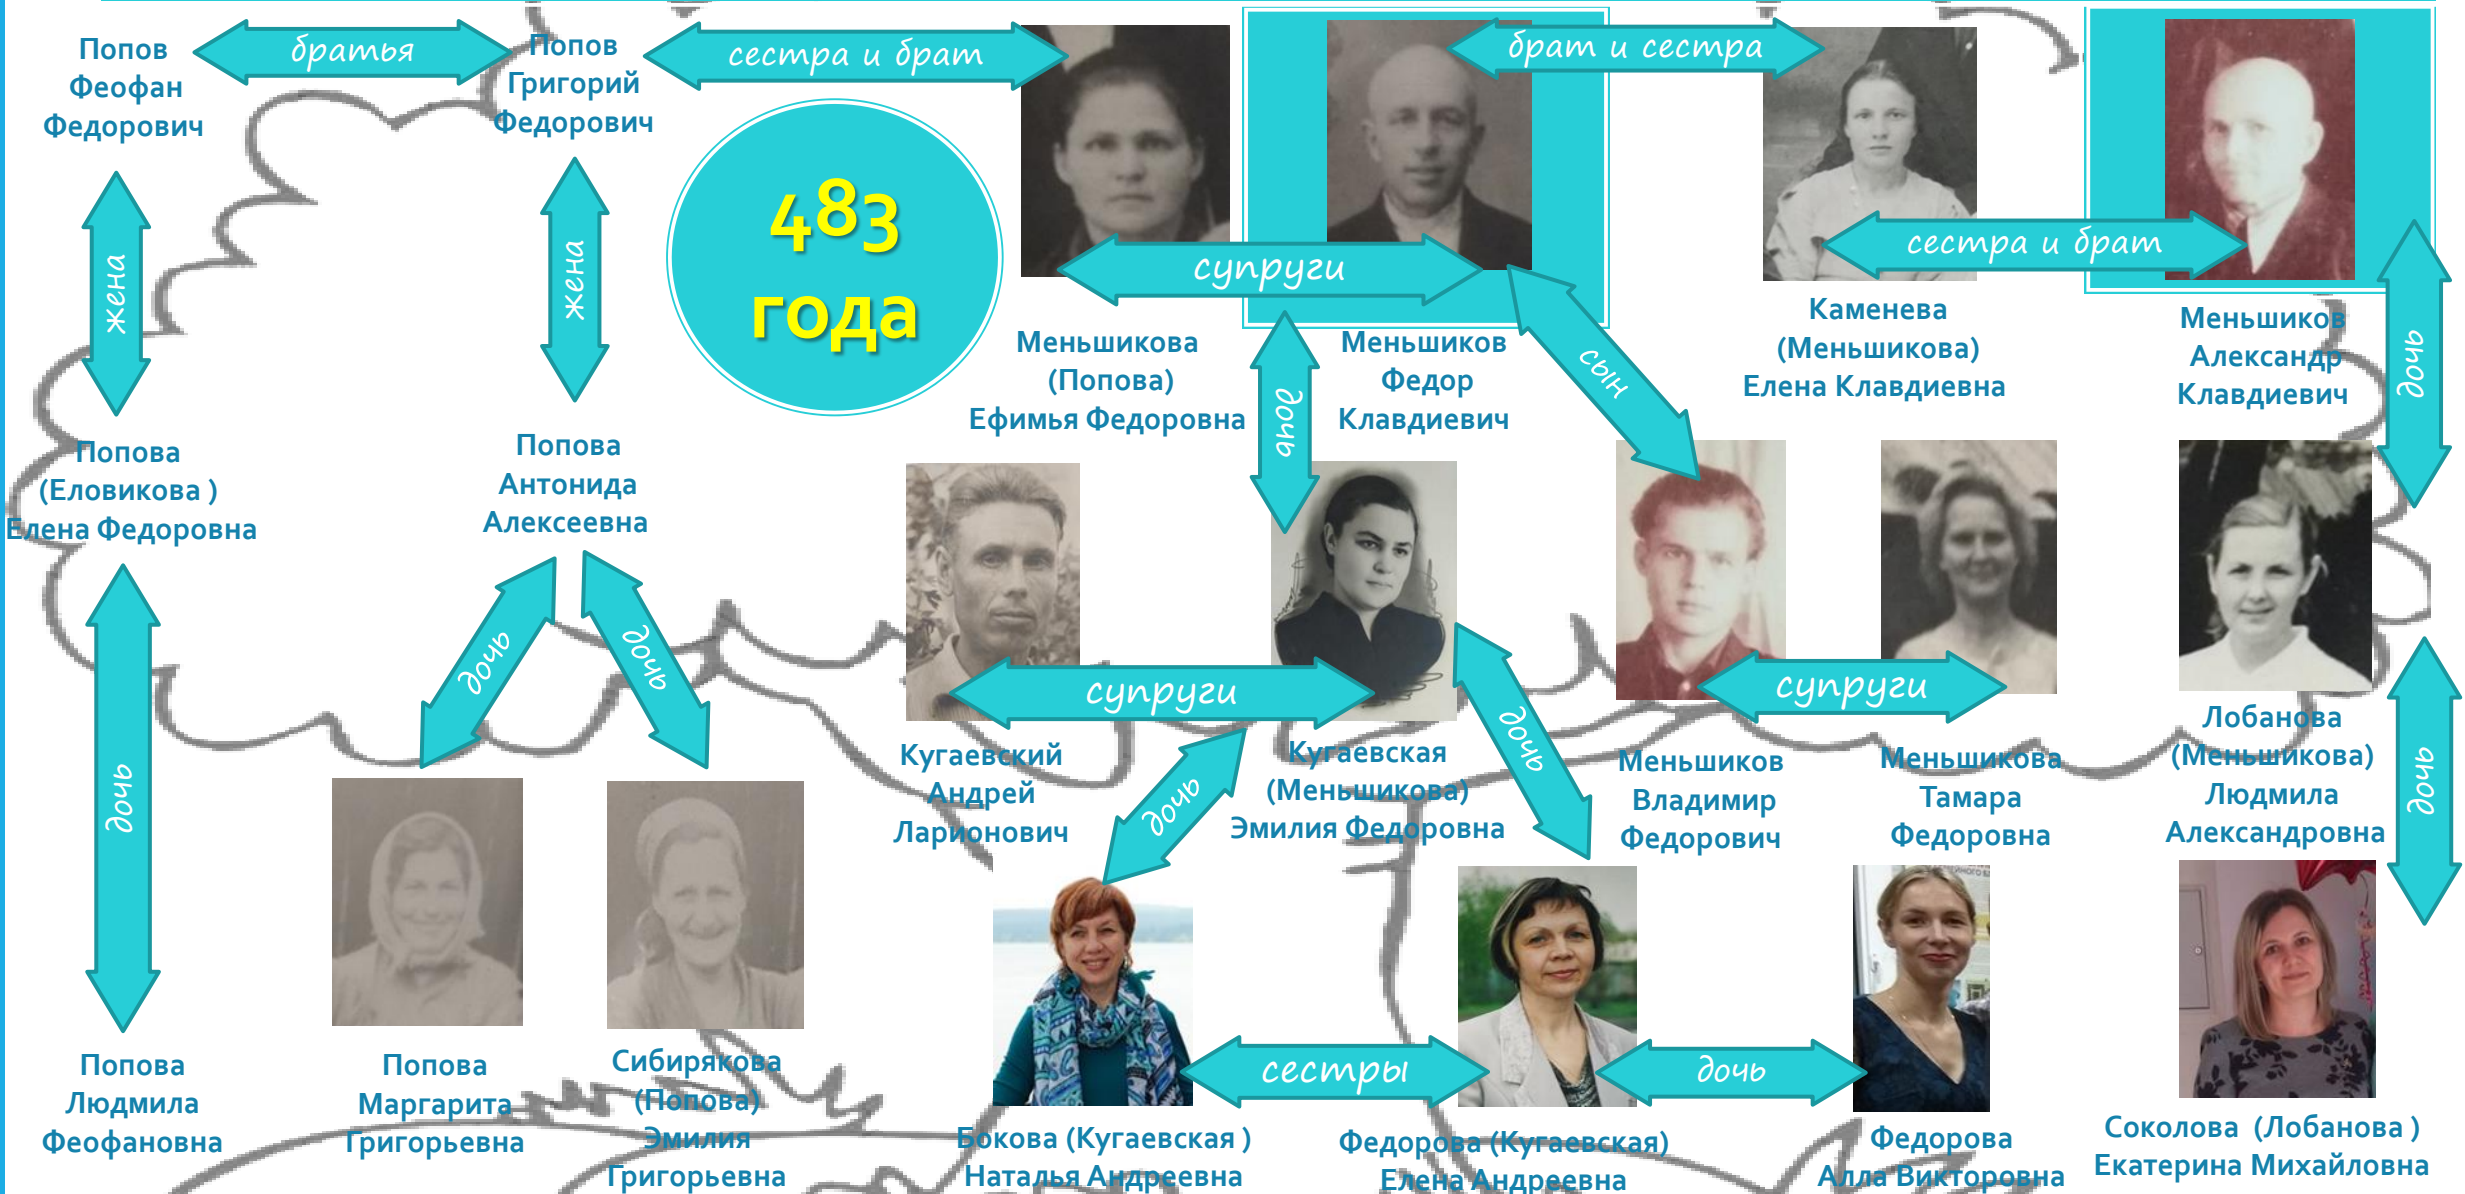 Попов
Феофан
Федорович
братья
Попов
Григорий
Федорович
сестра и брат
брат и сестра
483
года
супруги
сестра и брат
жена
жена
Меньшикова
(Попова)
Ефимья Федоровна
Меньшиков
Федор
Клавдиевич
Каменева
(Меньшикова)
Елена Клавдиевна
Меньшиков
Александр
Клавдиевич
дочь
сын
дочь
Попова
(Еловикова )
Елена Федоровна
Попова
Антонида
Алексеевна
дочь
дочь
дочь
супруги
супруги
Кугаевский
Андрей
Ларионович
дочь
Кугаевская
(Меньшикова)
Эмилия Федоровна
дочь
Меньшиков
Владимир
Федорович
Меньшикова
Тамара
Федоровна
Лобанова
(Меньшикова)
Людмила
Александровна
дочь
Попова
Людмила
Феофановна
Попова
Маргарита
Григорьевна
Сибирякова
(Попова)
Эмилия
Григорьевна
сестры
дочь
Бокова (Кугаевская )
Наталья Андреевна
Федорова (Кугаевская)
Елена Андреевна
Федорова
Алла Викторовна
Соколова (Лобанова )
Екатерина Михайловна